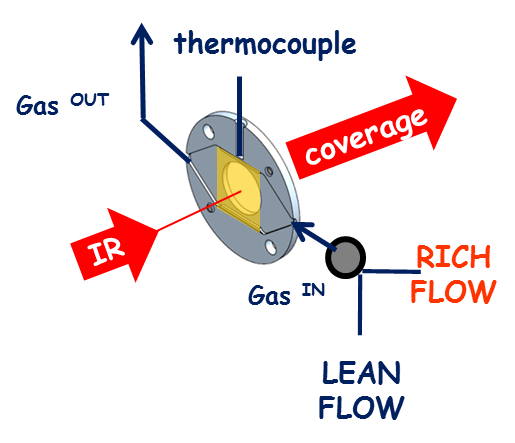 thermocouple
Gas OUT
coverage
IR
Gas IN
RICH
FLOW
LEAN
FLOW